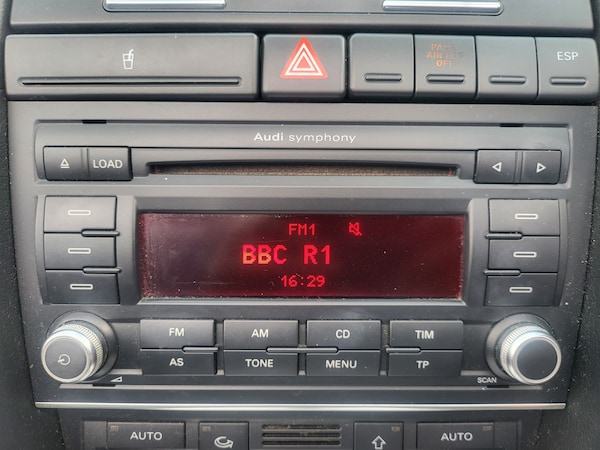 PASS
AIR BAG
OFF
ESP
Audi symphony
LOAD
FM1
BBC R1
16:29
FM AM CD TIM
AS TONE MENU TP
SCAN
AUTO AUTO